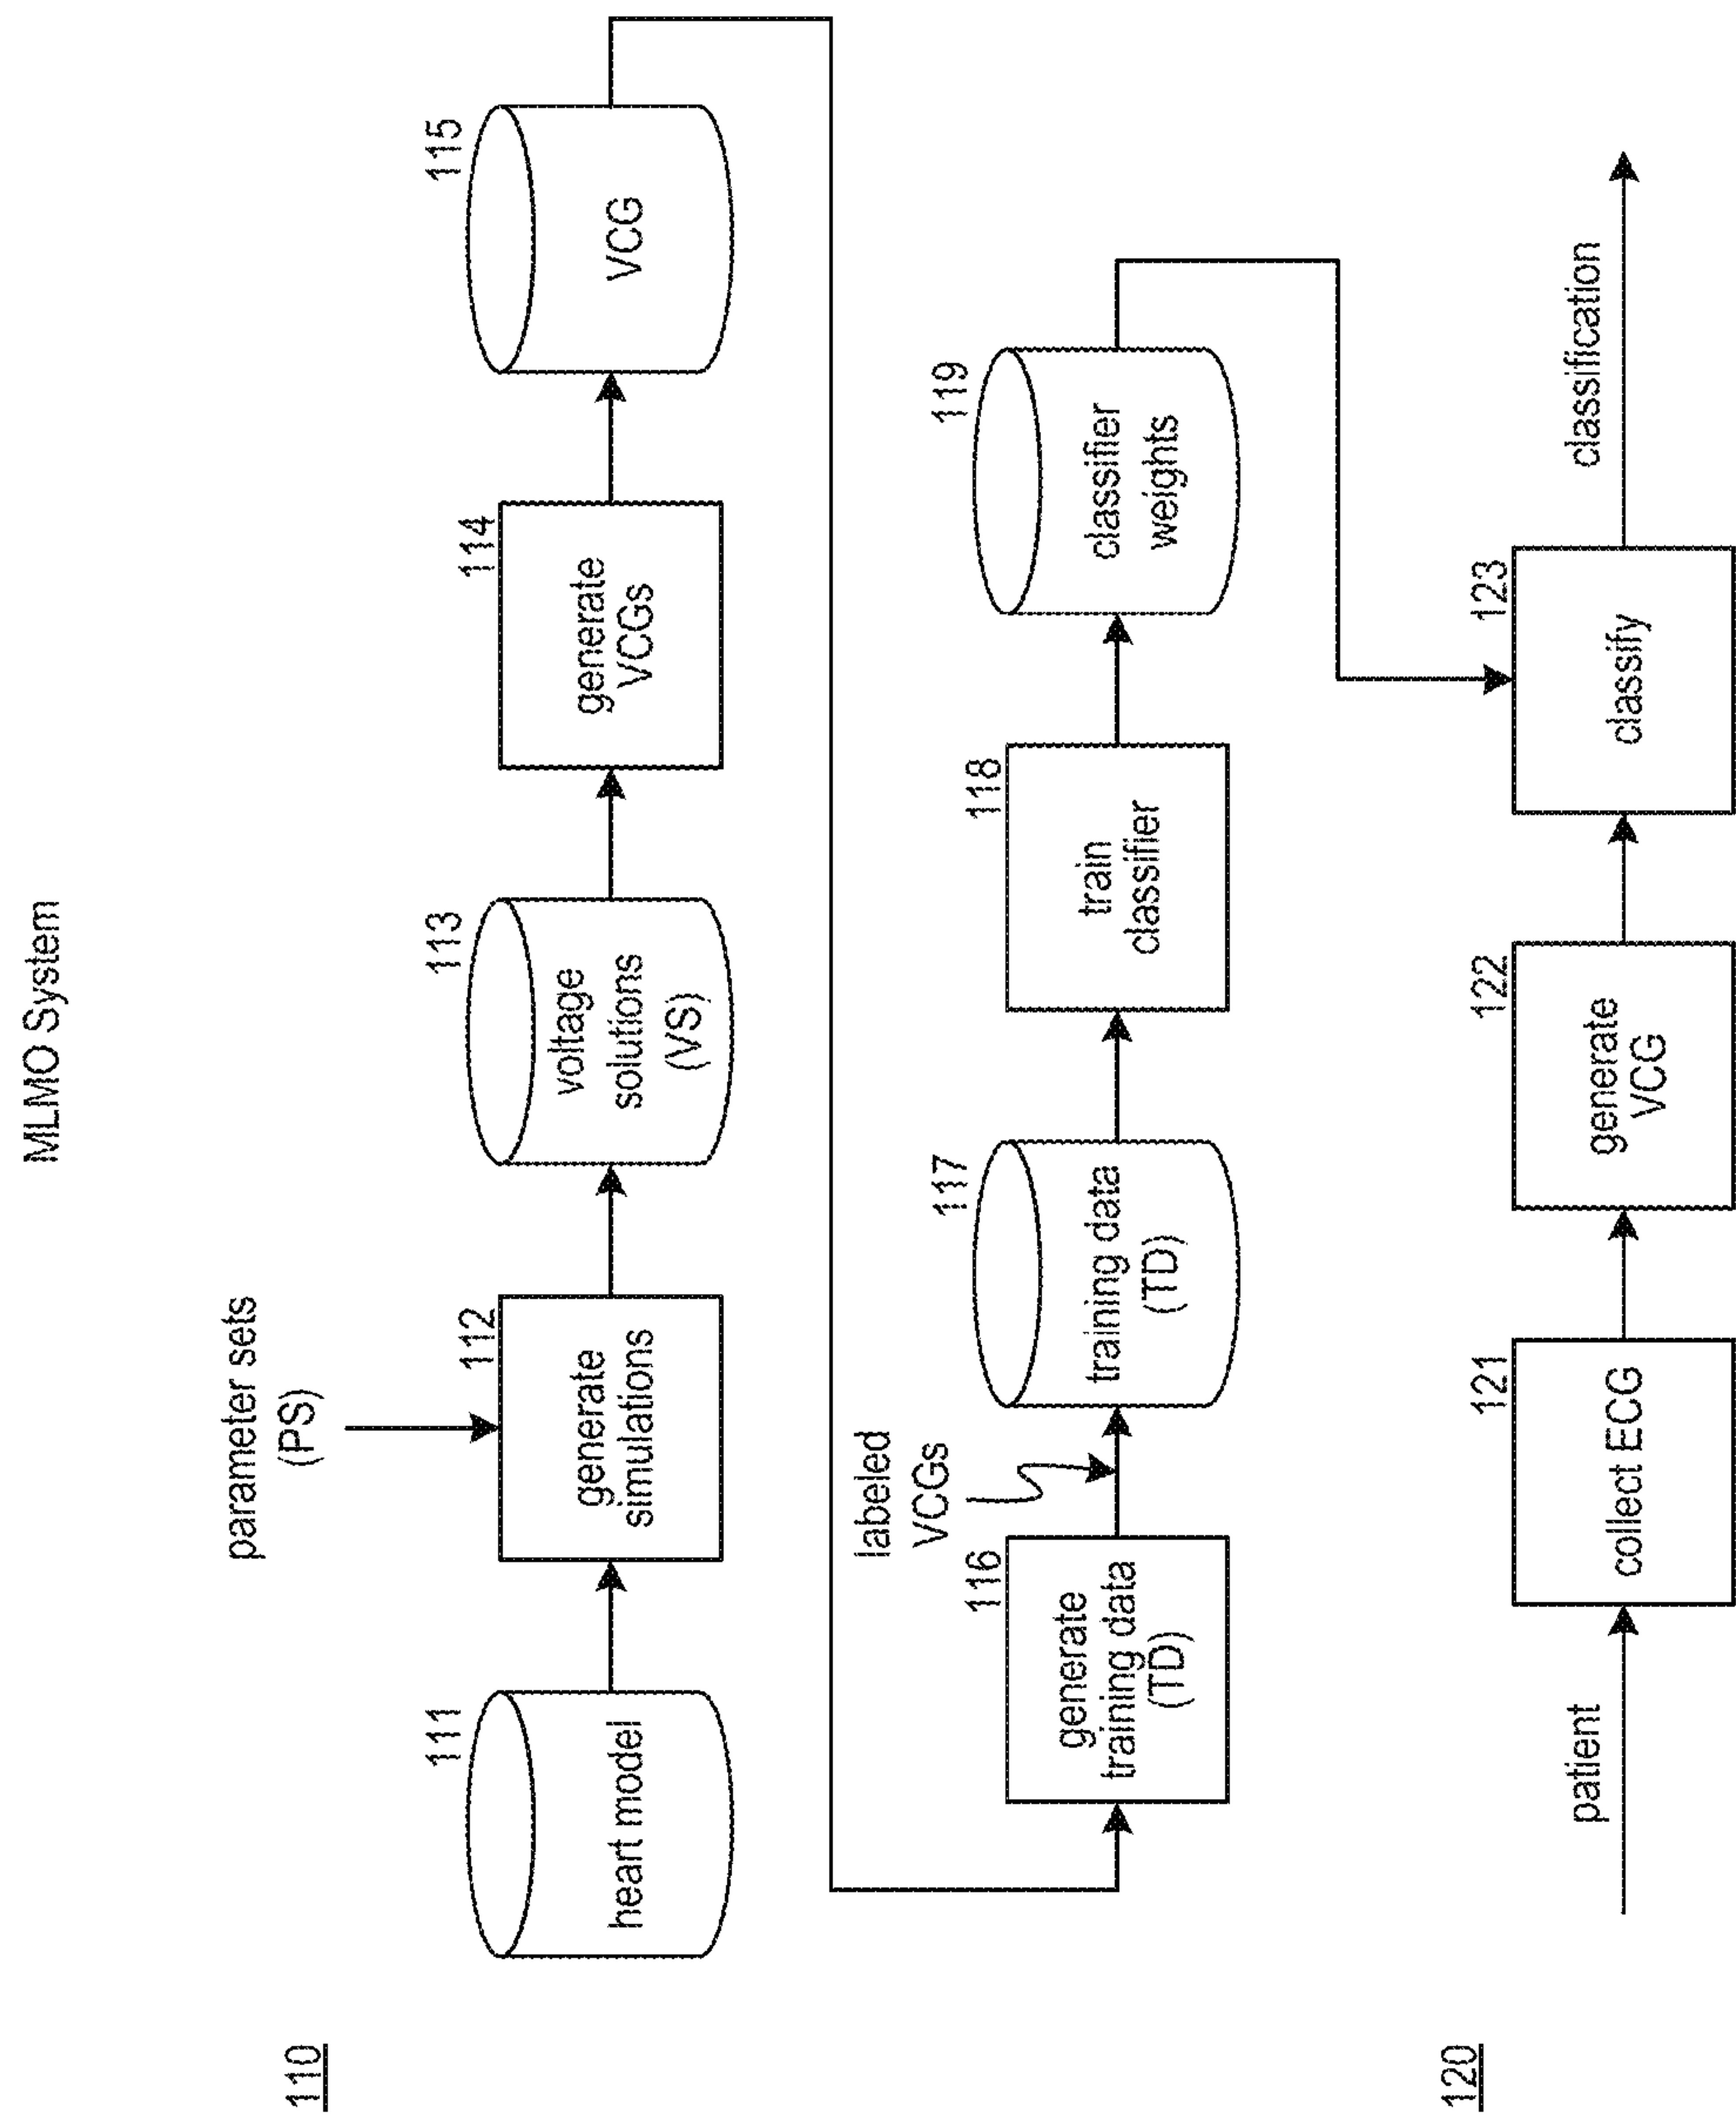 MLMO System
110
parameter sets
(PS)
111
heart model
112
generate
simulations
113
voltage
solutions
(VS)
114
generate
VCGs
115
VCG
116
generate
training data
(TD)
labeled
VCGs
117
training data
(TD)
118
train
classifier
119
classifier
weights
120
patient
121
collect ECG
122
generate
VCG
123
classify
classification